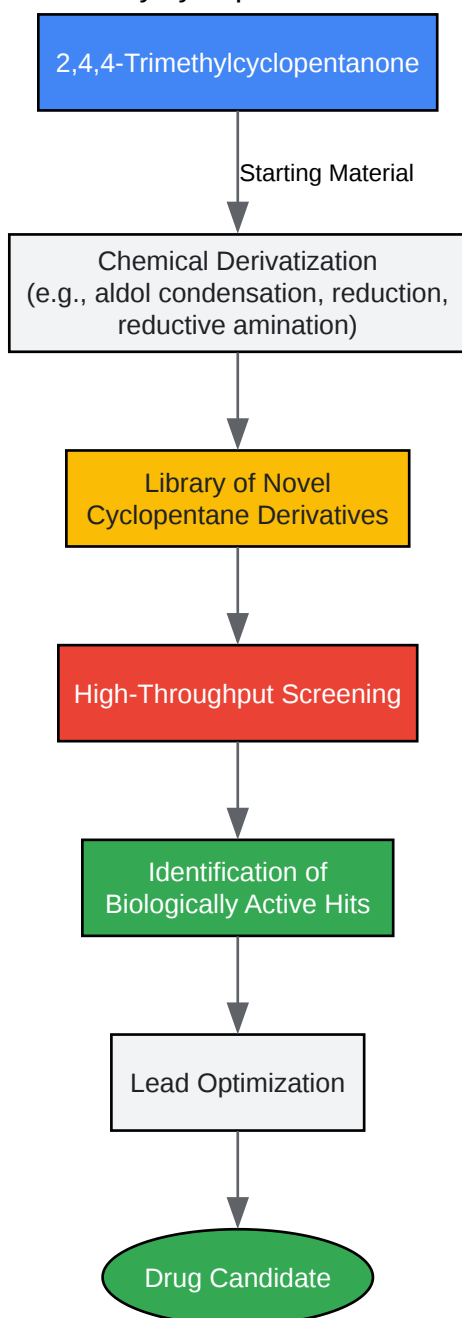 2,4,4-Trimethylcyclopentanone
Starting Material
Chemical Derivatization
(e.g., aldol condensation, reduction,
reductive amination)
Library of Novel
Cyclopentane Derivatives
High-Throughput Screening
Identification of
Biologically Active Hits
Lead Optimization
Drug Candidate